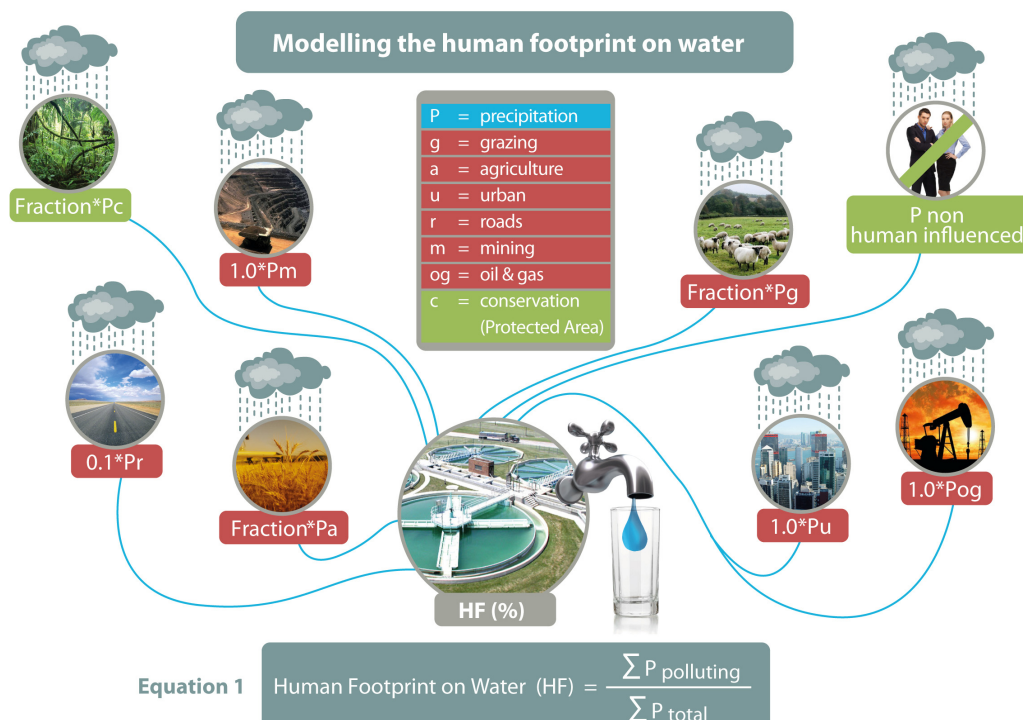 Modelling the human footprint on water
P = precipitation
g = grazing
a = agriculture
u = urban
r = roads
m = mining
og = oil & gas
c = conservation
(Protected Area)
Fraction*Pc
1.0*Pm
Fraction*Pg
P non
human influenced
0.1*Pr
Fraction*Pa
1.0*Pu
1.0*Pog
HF (%)
Equation 1
Human Footprint on Water (HF) = ∑ P polluting
∑ P total